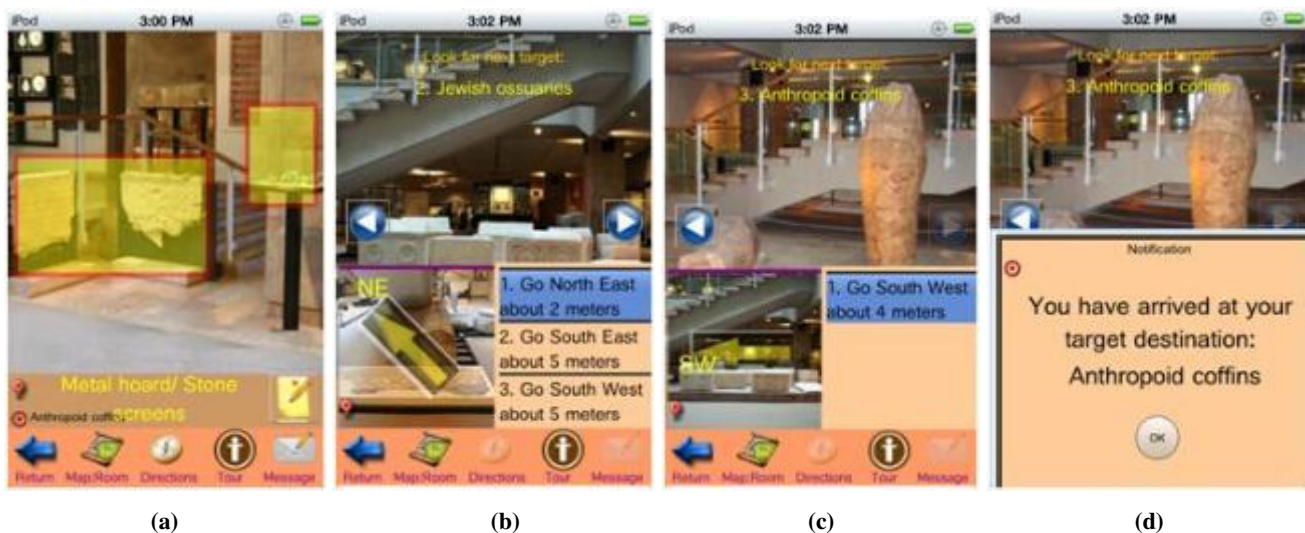 iPod 3:00 PM
Metal hoard/ Stone
screens
Anthropoid coffins
Return Map:Room Directions Tour Message
(a)
iPod 3:02 PM
Look for next target:
2. Jewish ossuaries
NE
1. Go North East
about 2 meters
2. Go South East
about 5 meters
3. Go South West
about 5 meters
Return Map:Room Directions Tour Message
(b)
iPod 3:02 PM
Look for next target:
3. Anthropoid coffins
SW
1. Go South West
about 4 meters
Return Map:Room Directions Tour Message
(c)
iPod 3:02 PM
Look for next target:
3. Anthropoid coffins
Notification
You have arrived at your
target destination:
Anthropoid coffins
OK
(d)